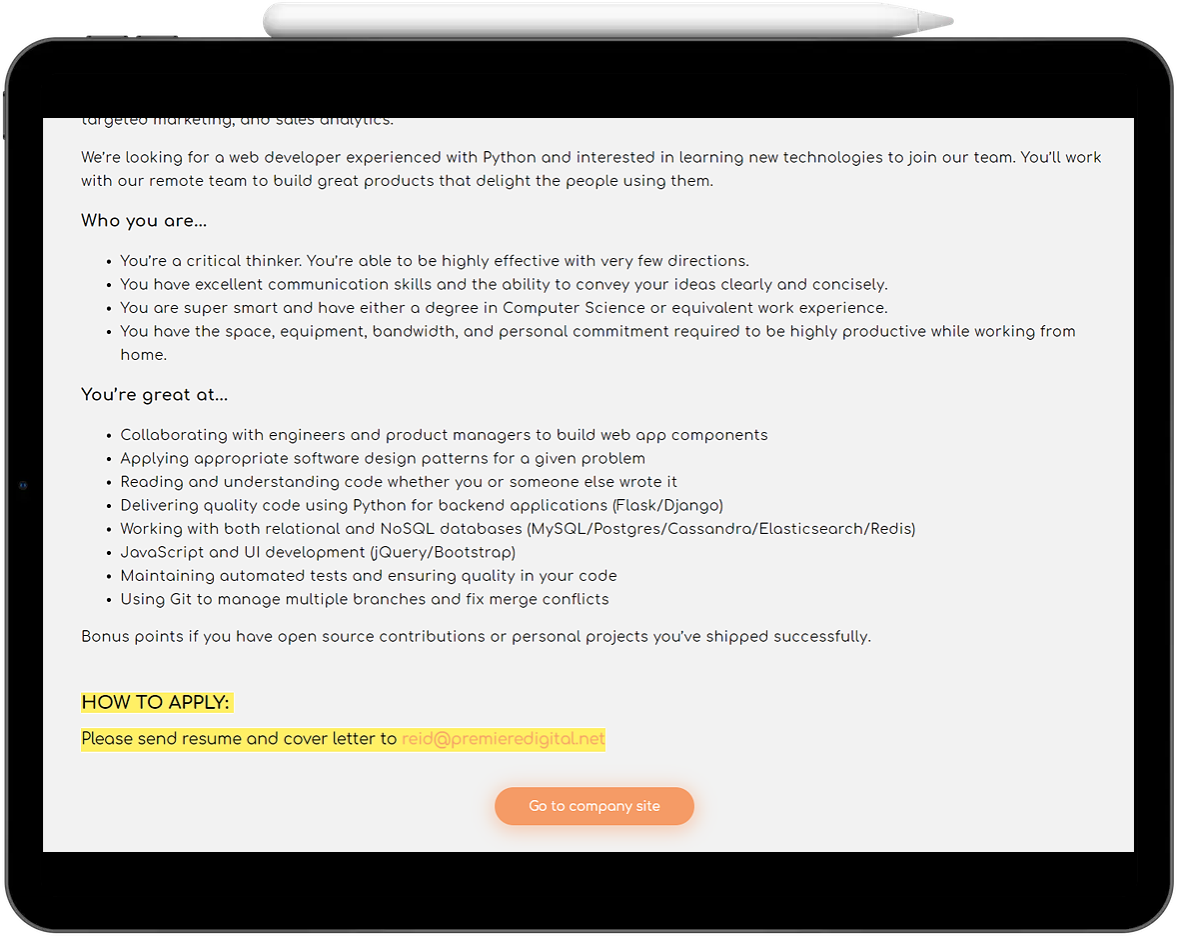 targeted marketing, and sales analytics.
We're looking for a web developer experienced with Python and interested in learning new technologies to join our team. You'll work
with our remote team to build great products that delight the people using them.
Who you are...
• You're a critical thinker. You're able to be highly effective with very few directions.
• You have excellent communication skills and the ability to convey your ideas clearly and concisely.
• You are super smart and have either a degree in Computer Science or equivalent work experience.
• You have the space, equipment, bandwidth, and personal commitment required to be highly productive while working from
home.
You're great at...
• Collaborating with engineers and product managers to build web app components
• Applying appropriate software design patterns for a given problem
• Reading and understanding code whether you or someone else wrote it
• Delivering quality code using Python for backend applications (Flask/Django)
• Working with both relational and NoSQL databases (MySQL/Postgres/Cassandra/Elasticsearch/Redis)
• JavaScript and UI development (jQuery/Bootstrap)
• Maintaining automated tests and ensuring quality in your code
• Using Git to manage multiple branches and fix merge conflicts
Bonus points if you have open source contributions or personal projects you've shipped successfully.
HOW TO APPLY:
Please send resume and cover letter to reid@premieredigital.net
Go to company site